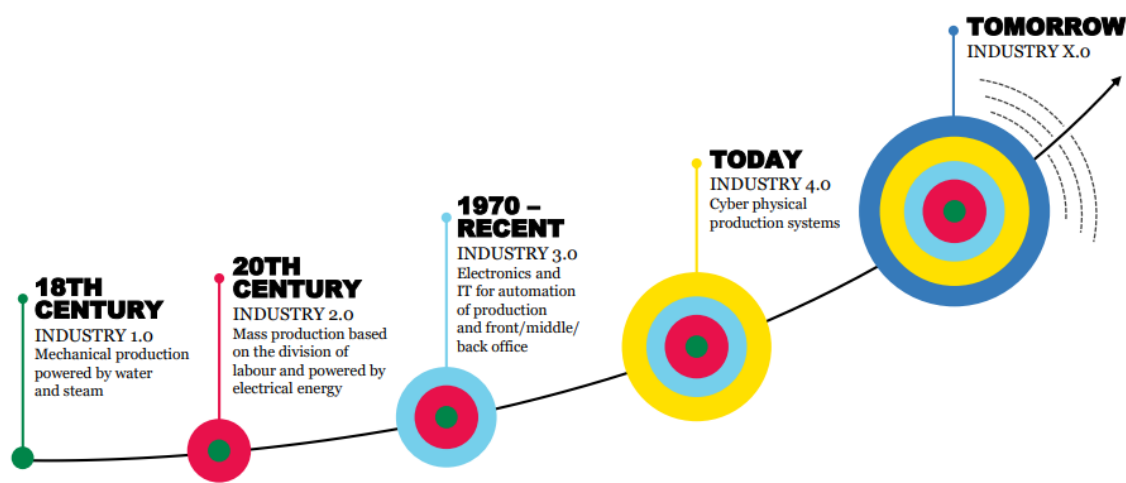 18TH
CENTURY
INDUSTRY 1.0
Mechanical production
powered by water
and steam
20TH
CENTURY
INDUSTRY 2.0
Mass production based
on the division of
labour and powered by
electrical energy
1970 –
RECENT
INDUSTRY 3.0
Electronics and
IT for automation
of production
and front/middle/
back office
TODAY
INDUSTRY 4.0
Cyber physical
production systems
TOMORROW
INDUSTRY X.0